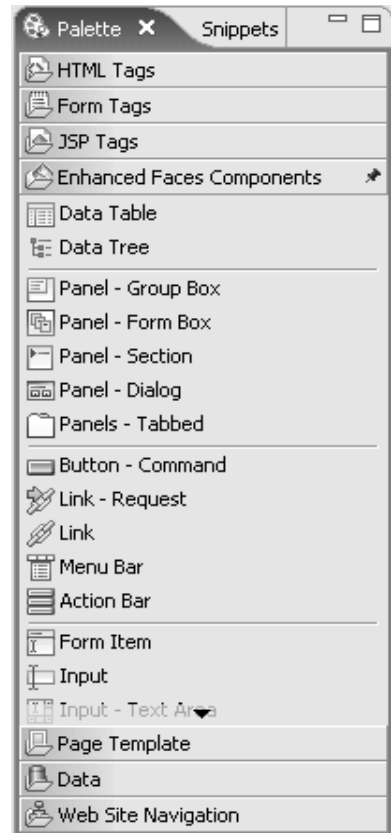 Palette Snippets
HTML Tags
Form Tags
JSP Tags
Enhanced Faces Components
Data Table
Data Tree
Panel - Group Box
Panel - Form Box
Panel - Section
Panel - Dialog
Panels - Tabbed
Button - Command
Link - Request
Link
Menu Bar
Action Bar
Form Item
Input
Input - Text Area
Page Template
Data
Web Site Navigation